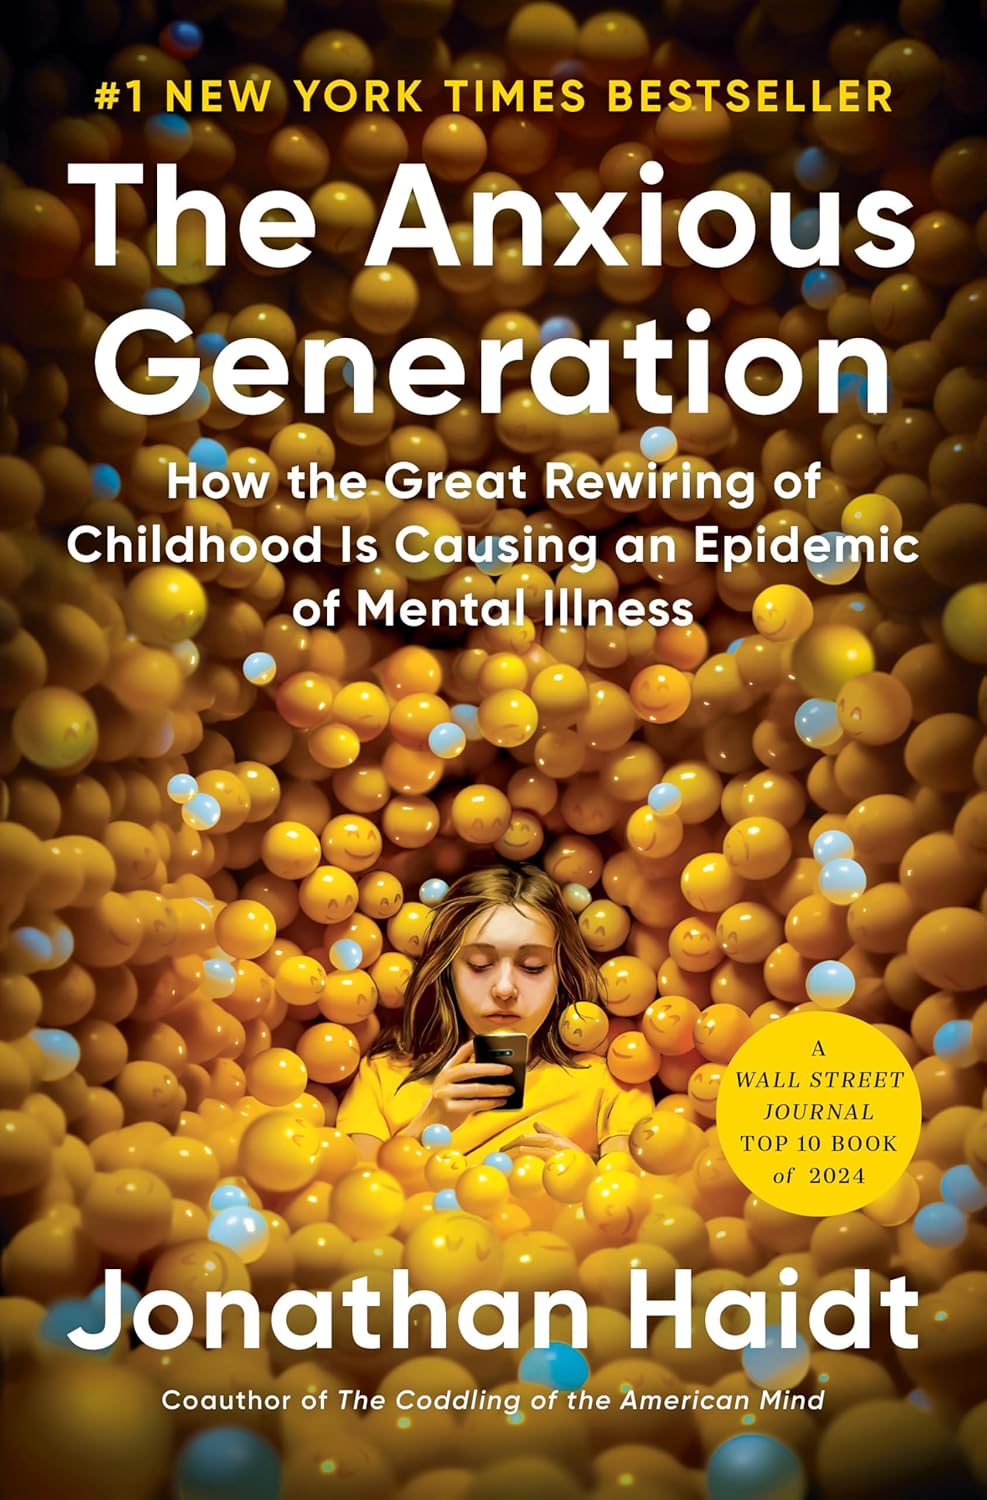 #1 NEW YORK TIMES BESTSELLER
The Anxious
Generation
How the Great Rewiring of
Childhood Is Causing an Epidemic
of Mental Illness
A
WALL STREET
JOURNAL
TOP 10 BOOK
of 2024
Jonathan Haidt
Coauthor of The Coddling of the American Mind